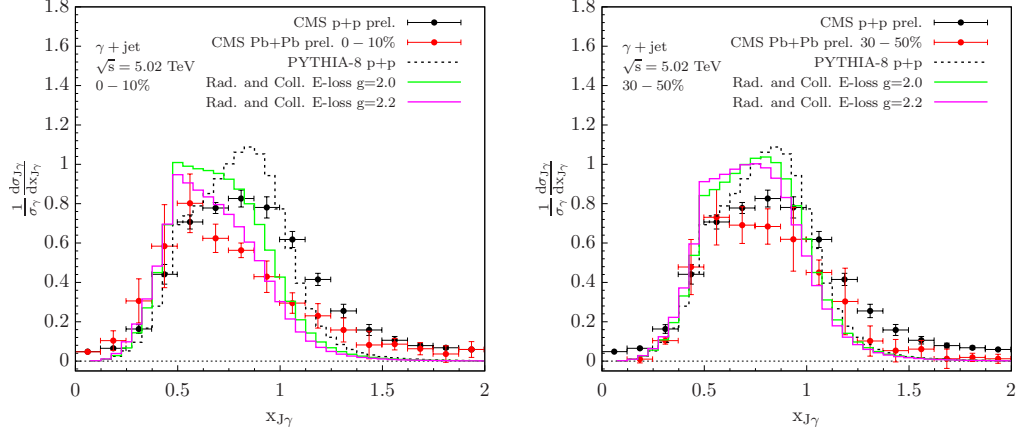 1.8
1.6
1.4
1.2
1
0.8
0.6
0.4
0.2
0
0
0.5
1
1.5
2
1/σγ dσJγ/dxJγ
xJγ
γ + jet
√s = 5.02 TeV
0 − 10%
CMS p+p prel.
CMS Pb+Pb prel. 0 − 10%
PYTHIA-8 p+p
Rad. and Coll. E-loss g=2.0
Rad. and Coll. E-loss g=2.2
1.8
1.6
1.4
1.2
1
0.8
0.6
0.4
0.2
0
0
0.5
1
1.5
2
1/σγ dσJγ/dxJγ
xJγ
γ + jet
√s = 5.02 TeV
30 − 50%
CMS p+p prel.
CMS Pb+Pb prel. 30 − 50%
PYTHIA-8 p+p
Rad. and Coll. E-loss g=2.0
Rad. and Coll. E-loss g=2.2